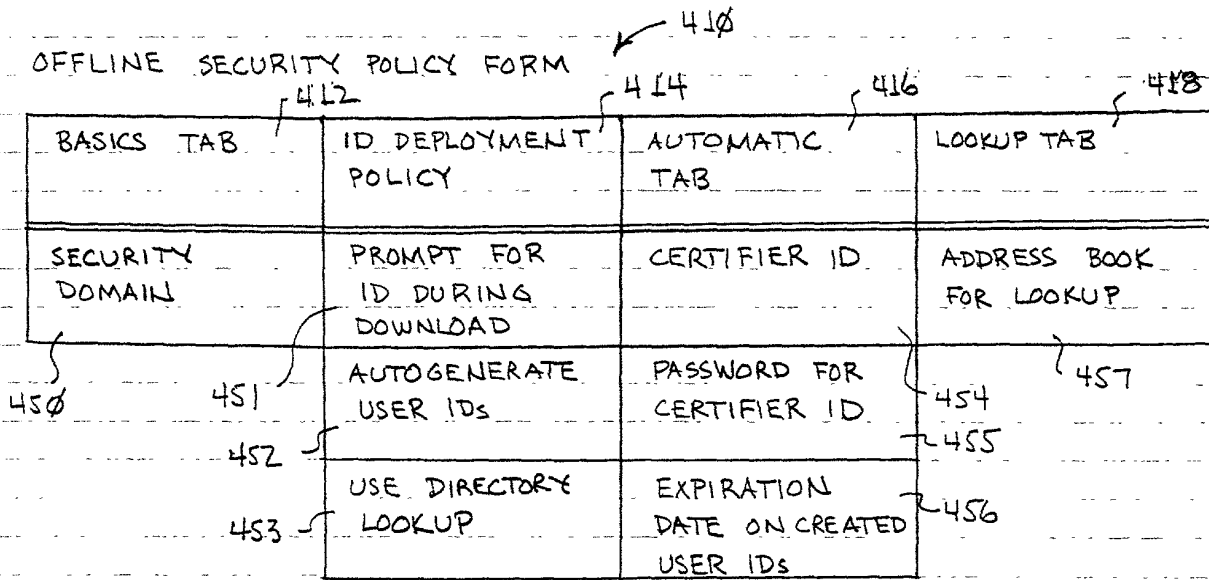 410
OFFLINE SECURITY POLICY FORM
412
414
416
418
BASICS TAB
ID DEPLOYMENT
POLICY
AUTOMATIC
TAB
LOOKUP TAB
SECURITY
DOMAIN
PROMPT FOR
ID DURING
DOWNLOAD
CERTIFIER ID
ADDRESS BOOK
FOR LOOKUP
450
451
454
457
AUTOGENERATE
USER IDs
452
PASSWORD FOR
CERTIFIER ID
455
USE DIRECTORY
LOOKUP
453
EXPIRATION
DATE ON CREATED
USER IDs
456